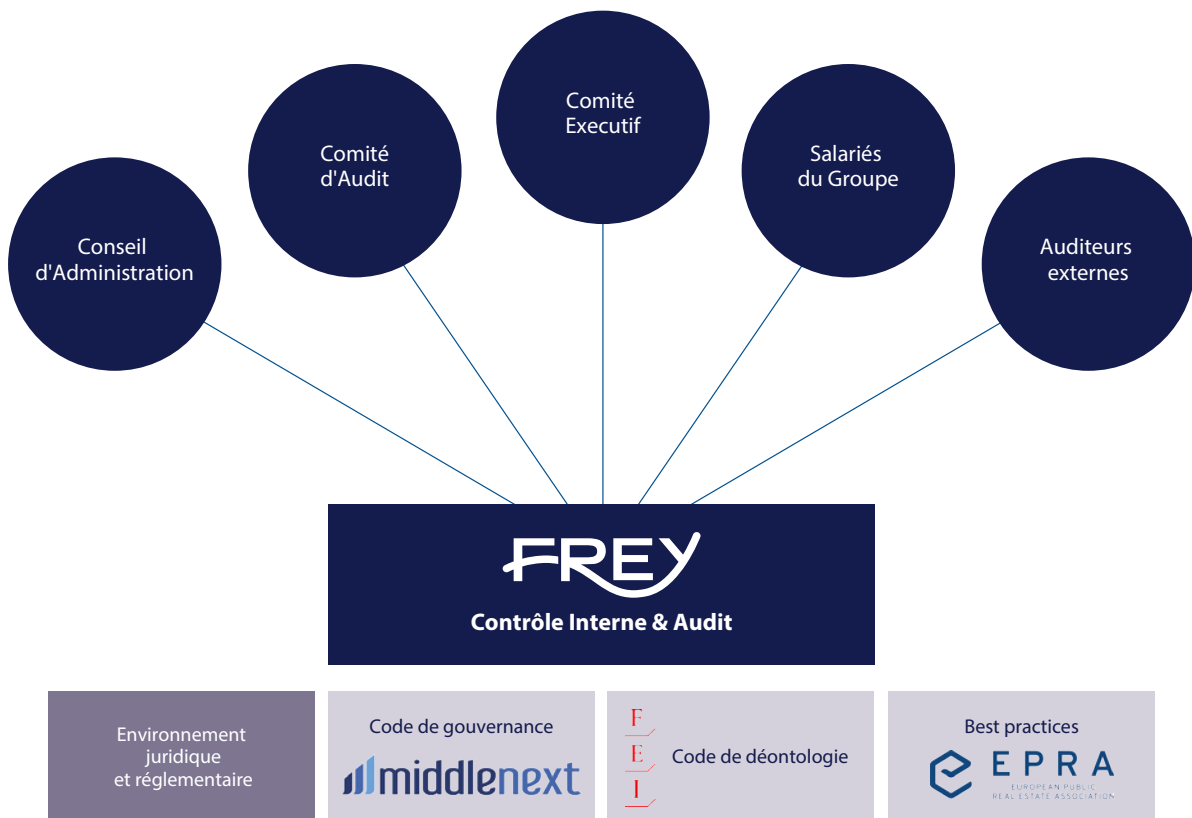 Comité
Executif
Comité
d'Audit
Salariés
du Groupe
Conseil
d'Administration
Auditeurs
externes
FREY
Contrôle Interne & Audit
Environnement
juridique
et réglementaire
Code de gouvernance
middlenext
F
E
I
Code de déontologie
Best practices
EPRA
EUROPEAN PUBLIC
REAL ESTATE ASSOCIATION